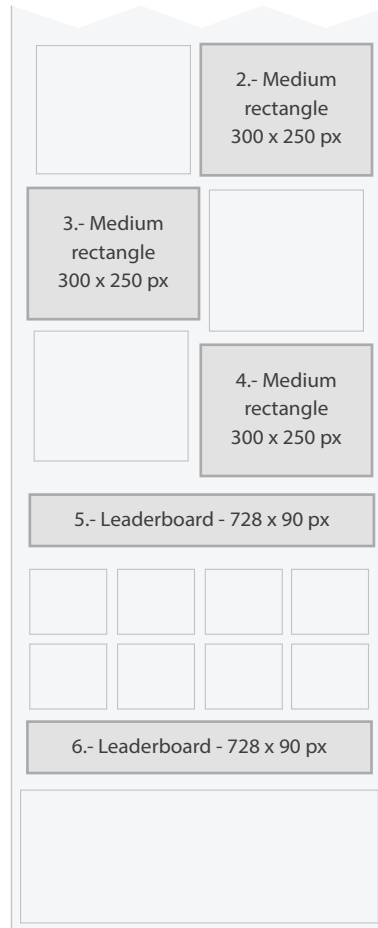 2.- Medium
rectangle
300 x 250 px
3.- Medium
rectangle
300 x 250 px
4.- Medium
rectangle
300 x 250 px
5.- Leaderboard - 728 x 90 px
6.- Leaderboard - 728 x 90 px